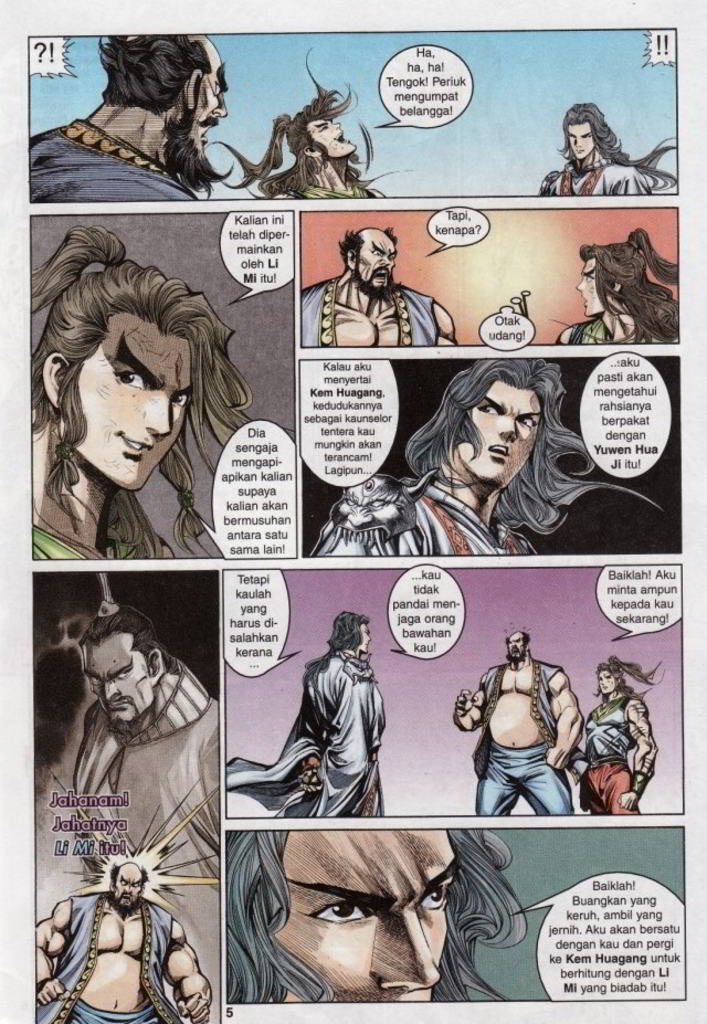 ?!
!!
Ha,
ha, ha!
Tengok! Periuk
mengumpat
belangga!
Kalian ini
telah diper-
mainkan
oleh Li
Mi itu!
Dia
sengaja
mengapi-
apikan kalian
supaya
kalian akan
bermusuhan
antara satu
sama lain!
Tapi,
kenapa?
Otak
udang!
Kalau aku
menyertai
Kem Huagang,
kedudukannya
sebagai kaunselor
tentera kau
mungkin akan
terancam!
Lagipun...
...aku
pasti akan
mengetahui
rahsianya
berpakat
dengan
Yuwen Hua
Ji itu!
Jahanam!
Jahatnya
Li Mi itu!
Tetapi
kaulah
yang
harus di-
salahkan
kerana
...
...kau
tidak
pandai men-
jaga orang
bawahan
kau!
Baiklah! Aku
minta ampun
kepada kau
sekarang!
Baiklah!
Buangkan yang
keruh, ambil yang
jernih. Aku akan bersatu
dengan kau dan pergi
ke Kem Huagang untuk
berhitung dengan Li
Mi yang biadab itu!
5